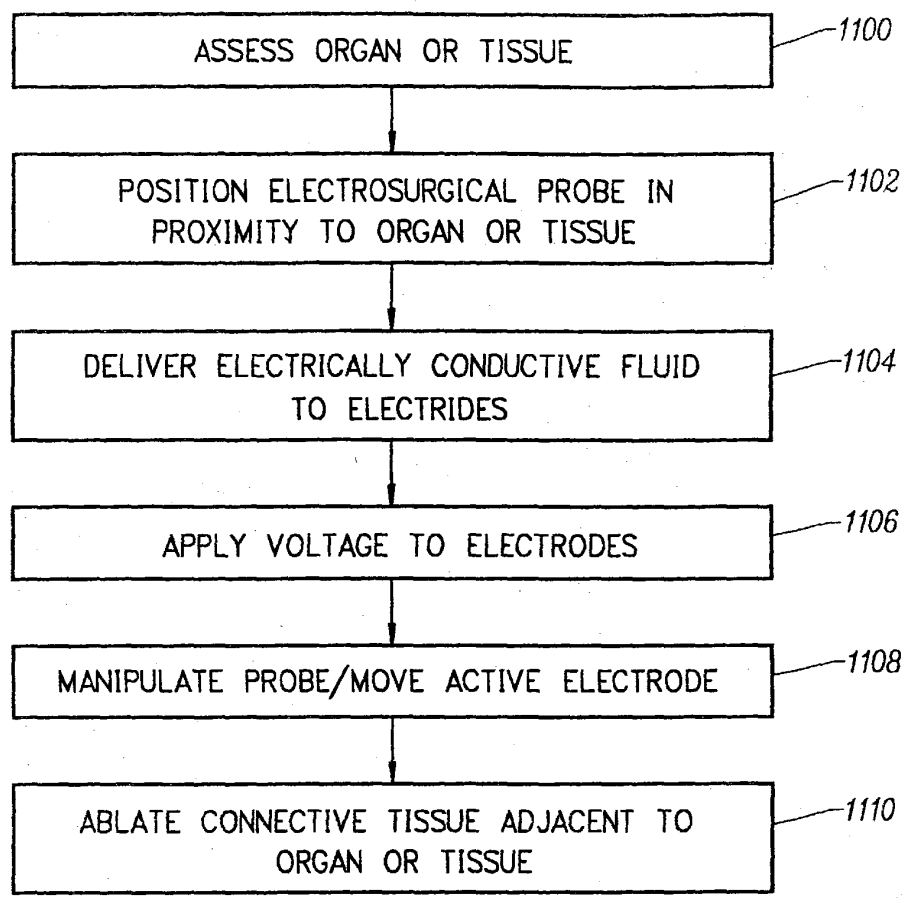 ASSESS ORGAN OR TISSUE
1100
POSITION ELECTROSURGICAL PROBE IN
PROXIMITY TO ORGAN OR TISSUE
1102
DELIVER ELECTRICALLY CONDUCTIVE FLUID
TO ELECTRIDES
1104
APPLY VOLTAGE TO ELECTRODES
1106
MANIPULATE PROBE/MOVE ACTIVE ELECTRODE
1108
ABLATE CONNECTIVE TISSUE ADJACENT TO
ORGAN OR TISSUE
1110